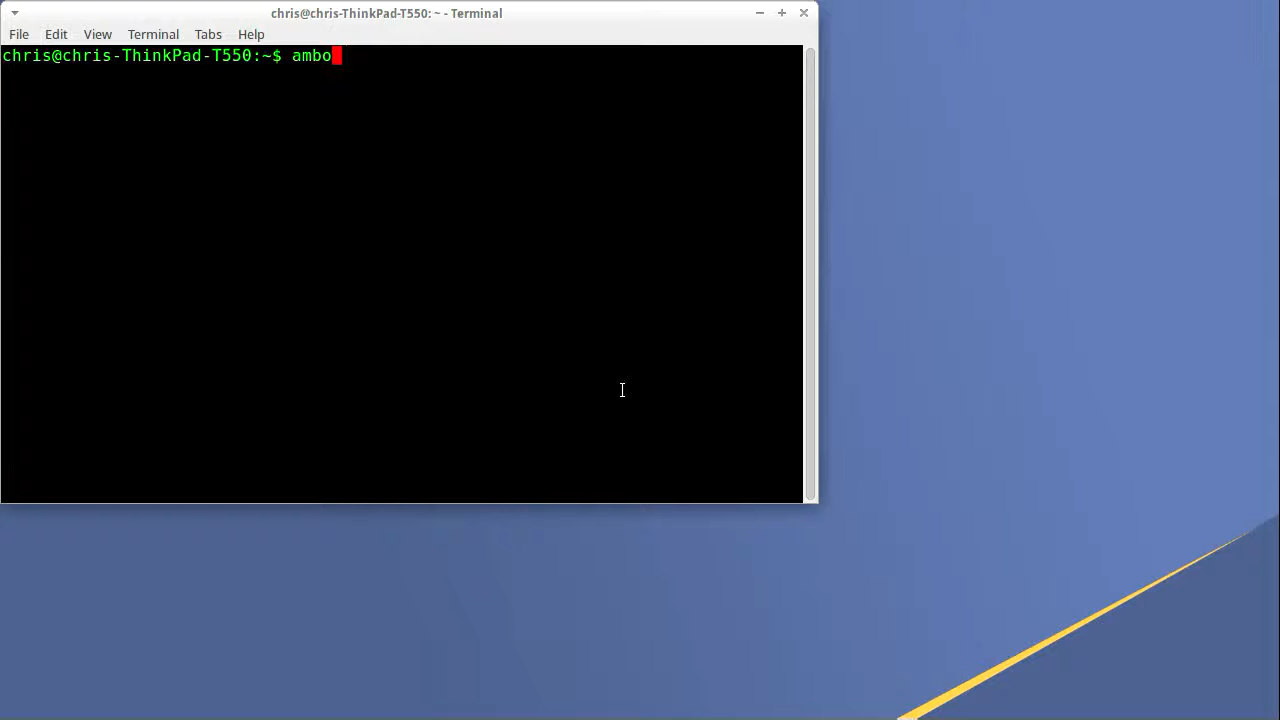 chris@chris-ThinkPad-T550: ~ - Terminal
File Edit View Terminal Tabs Help
chris@chris-ThinkPad-T550:~$ ambo